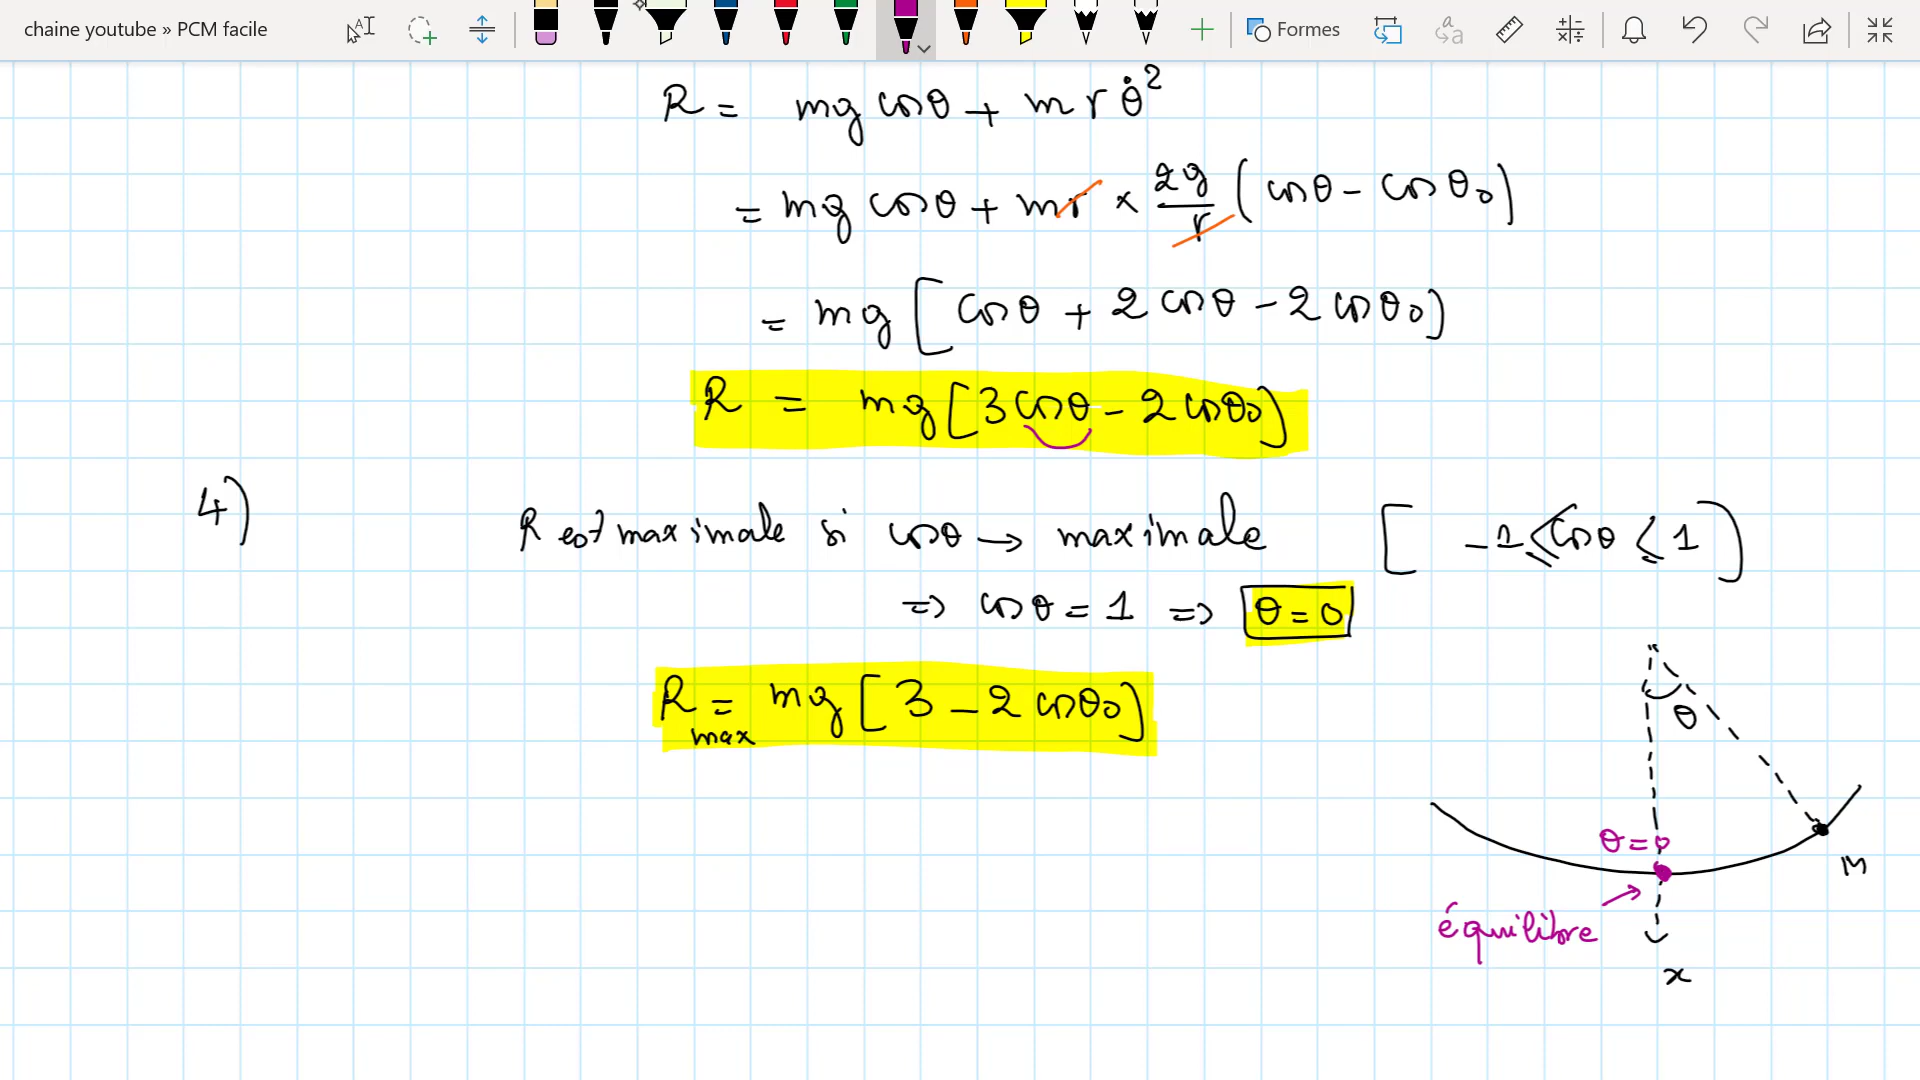 chaine youtube » PCM facile
Formes
R = mg cosθ + m r θ̇²
= mg cosθ + mr × 2g/r (cosθ - cosθ₀)
= mg [cosθ + 2 cosθ - 2 cosθ₀]
R = mg [3 cosθ - 2 cosθ₀]
4) R est maximale si cosθ → maximale [ -1 ≤ cosθ ≤ 1 ]
=> cosθ = 1 => θ = 0
R max = mg [3 - 2 cosθ₀]
θ
θ = 0
M
équilibre
x